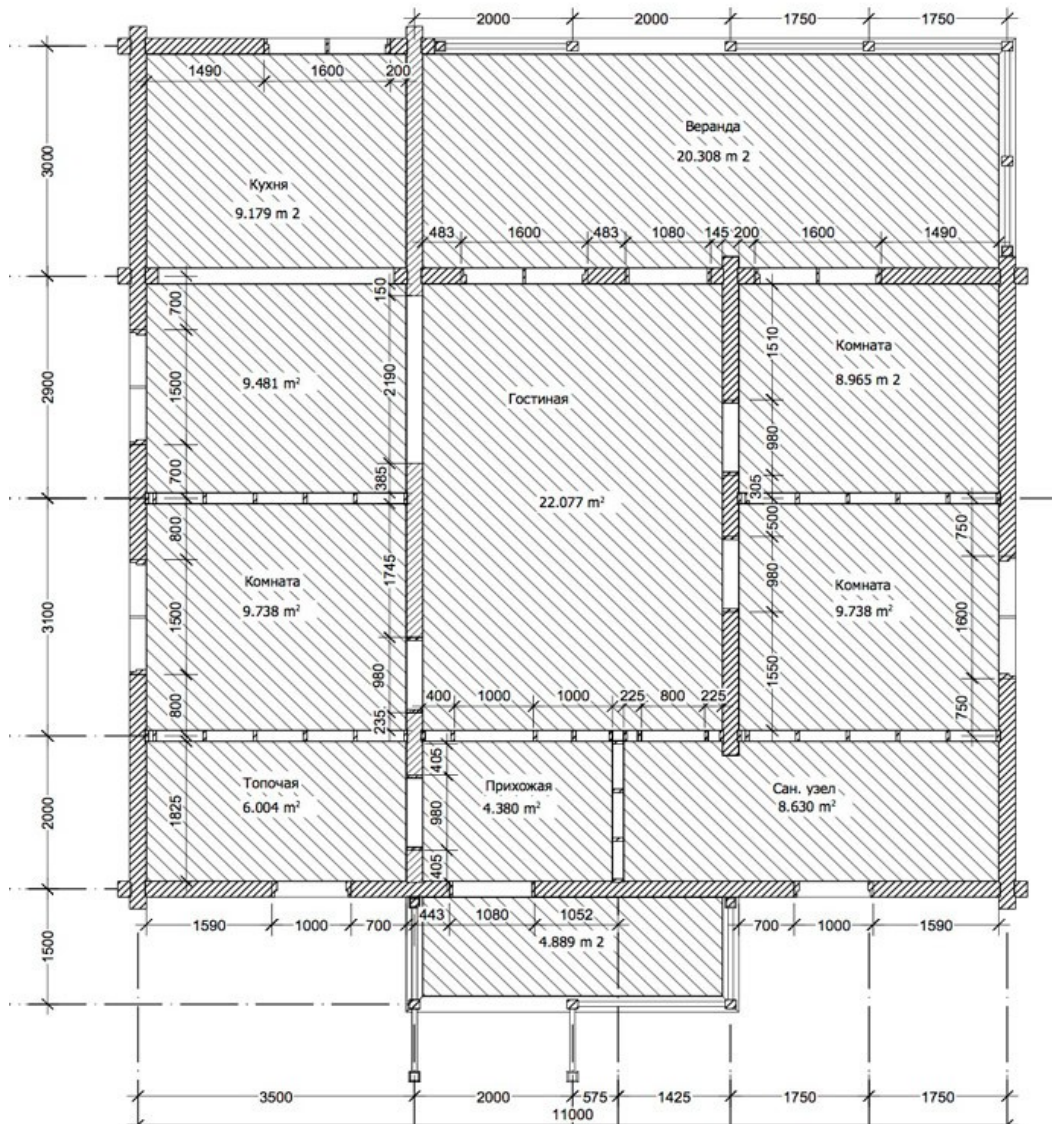 2000 2000 1750 1750
1490 1600 200
Веранда
20.308 m 2
3000
Кухня
9.179 m 2
483 1600 483 1080 145 200 1600 1490
150
700
Комната
8.965 m 2
1510
9.481 m²
Гостиная
2900
1500
2190
980
700
385
305
22.077 m²
500
800
750
1745
980
Комната
9.738 m²
Комната
9.738 m²
3100
1500
1600
1550
980
400 1000 1000 225 800 225
800
235
750
405
Топочая
6.004 m²
Прихожая
4.380 m²
Сан. узел
8.630 m²
2000
1825
980
405
1590 1000 700 443 1080 1052 700 1000 1590
4.889 m 2
1500
3500 2000 575 1425 1750 1750
11000